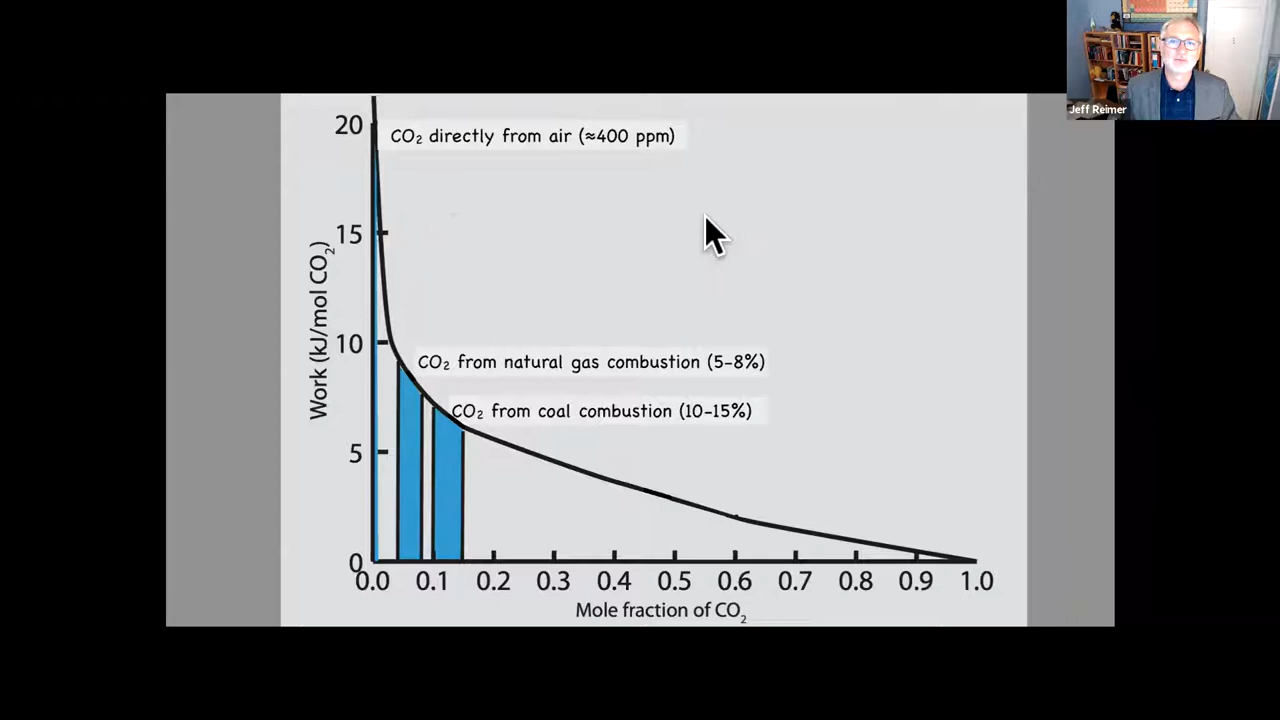 Jeff Reimer
20
CO₂ directly from air (≈400 ppm)
15
Work (kJ/mol CO₂)
10
CO₂ from natural gas combustion (5-8%)
CO₂ from coal combustion (10-15%)
5
0
0.0 0.1 0.2 0.3 0.4 0.5 0.6 0.7 0.8 0.9 1.0
Mole fraction of CO₂